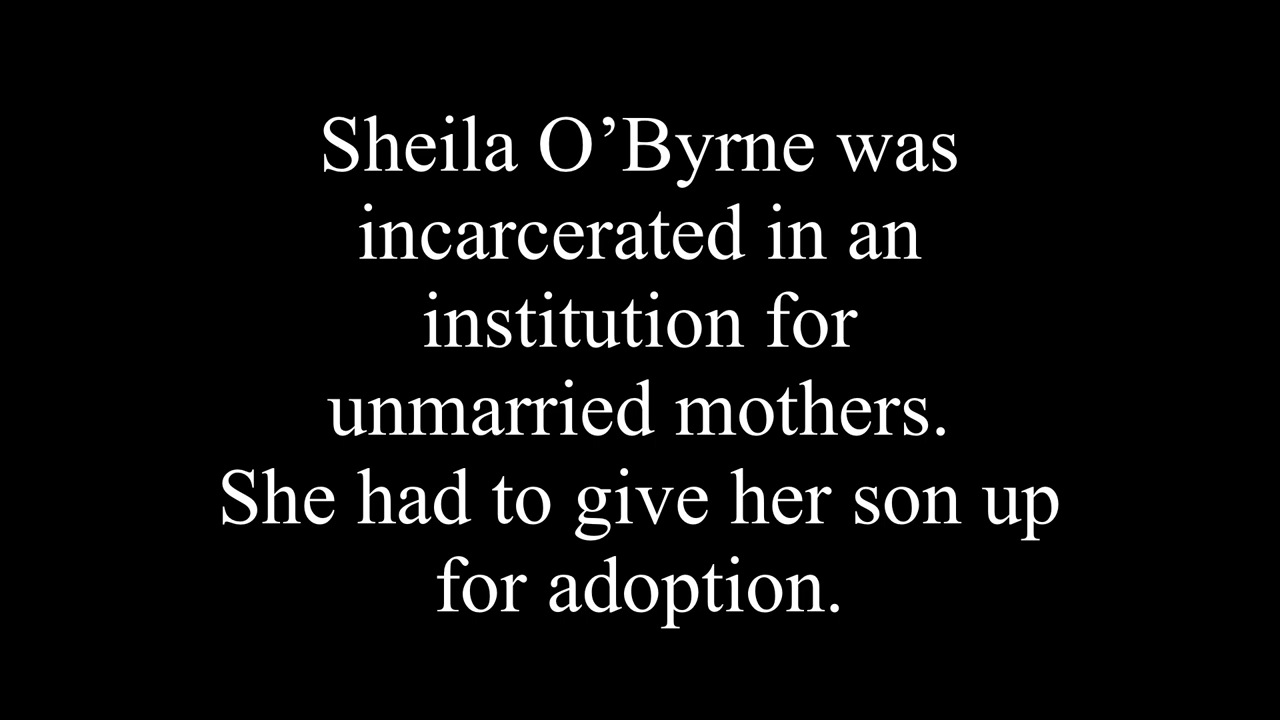 Sheila O’Byrne was
incarcerated in an
institution for
unmarried mothers.
She had to give her son up
for adoption.